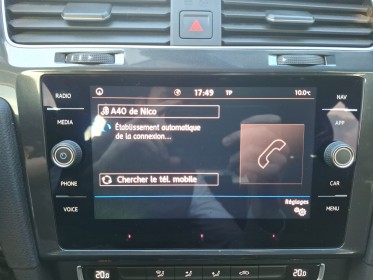 RADIO
MEDIA
PHONE
VOICE
17:49 TP 10.0°C
A40 de Nico
Établissement automatique
de la connexion...
Chercher le tél. mobile
Réglages
NAV
APP
CAR
MENU
20.0
20.0